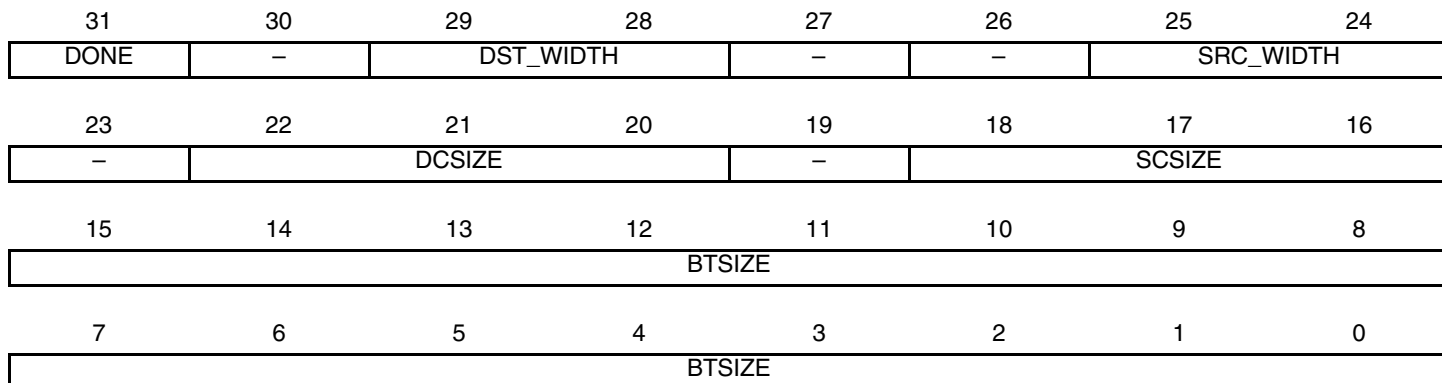 31 30 29 28 27 26 25 24
DONE – DST_WIDTH – – SRC_WIDTH
23 22 21 20 19 18 17 16
– DCSIZE – SCSIZE
15 14 13 12 11 10 9 8
BTSIZE
7 6 5 4 3 2 1 0
BTSIZE